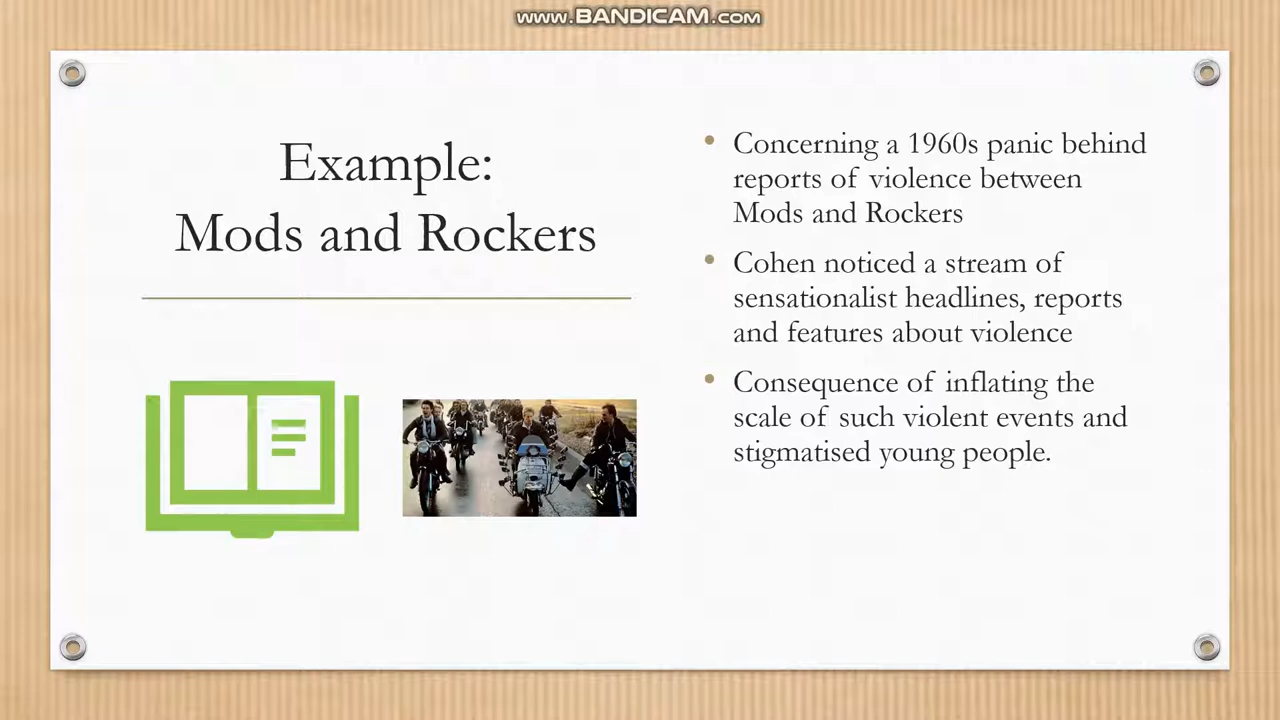 www.BANDICAM.com
Example:
Mods and Rockers
• Concerning a 1960s panic behind
reports of violence between
Mods and Rockers
• Cohen noticed a stream of
sensationalist headlines, reports
and features about violence
• Consequence of inflating the
scale of such violent events and
stigmatised young people.